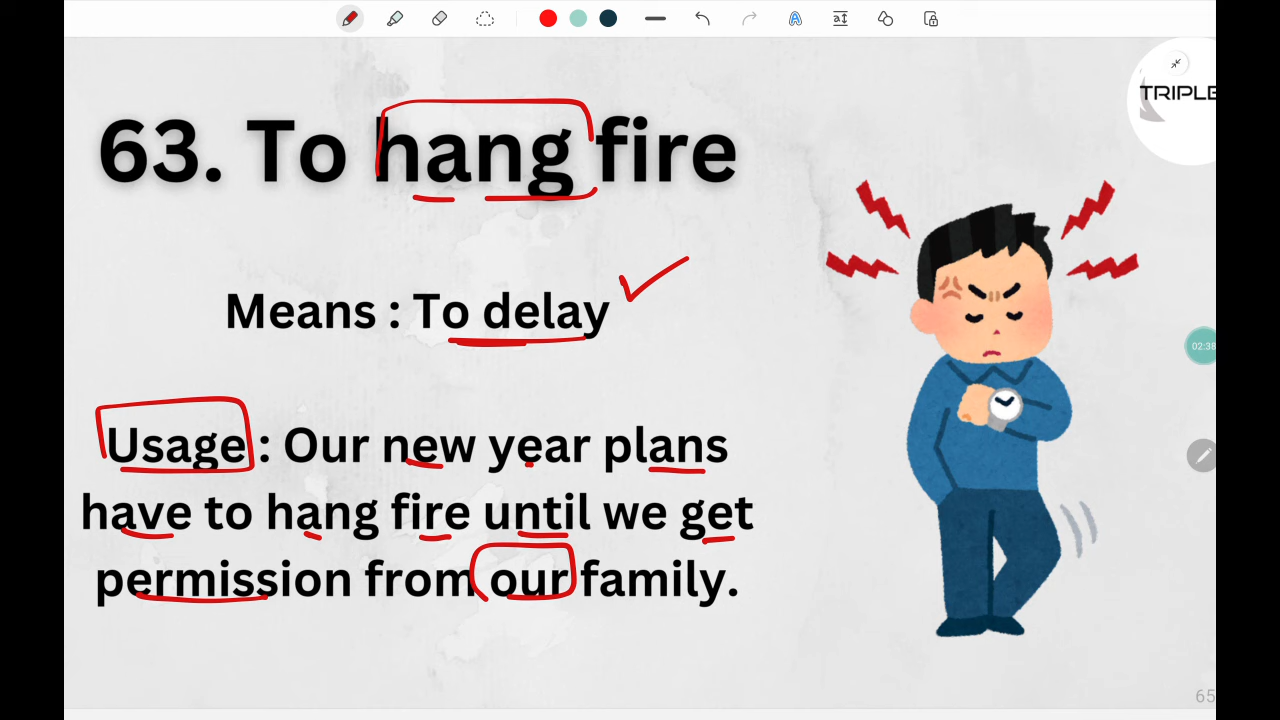 TRIPLE
63. To hang fire
Means : To delay
02:38
Usage : Our new year plans
have to hang fire until we get
permission from our family.
65